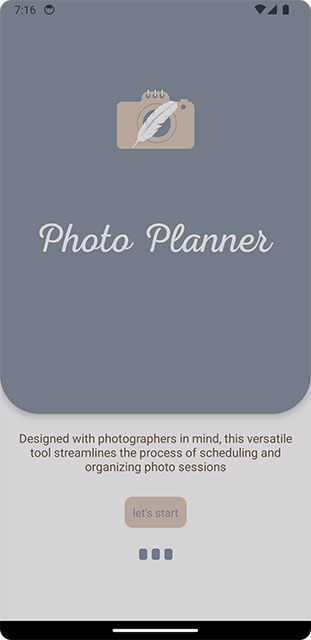 7:16
Photo Planner
Designed with photographers in mind, this versatile
tool streamlines the process of scheduling and
organizing photo sessions
let's start